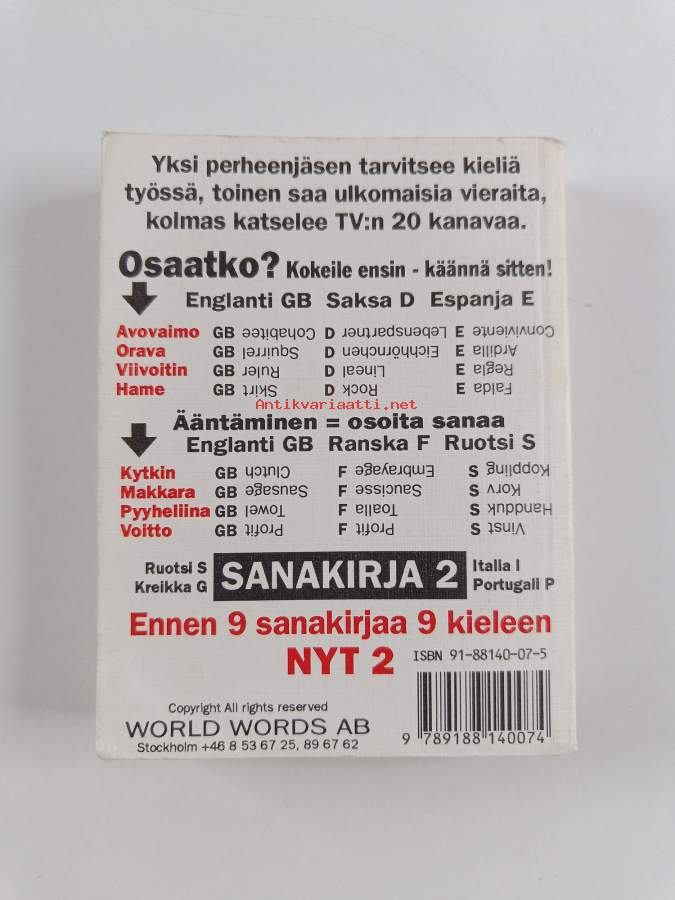 Yksi perheenjäsen tarvitsee kieliä
työssä, toinen saa ulkomaisia vieraita,
kolmas katselee TV:n 20 kanavaa.
Osaatko? Kokeile ensin - käännä sitten!
Englanti GB Saksa D Espanja E
Avovaimo GB Cohabitee D Lebenspartner E Conviviente
Orava GB Squirrel D Eichhörnchen E Ardilla
Viivoitin GB Ruler D Lineal E Regla
Hame GB Skirt D Rock E Falda
Antikvariaatti.net
Ääntäminen = osoita sanaa
Englanti GB Ranska F Ruotsi S
Kytkin GB Clutch F Embrayage S Koppling
Makkara GB Sausage F Saucisse S Korv
Pyyheliina GB Towel F Toalla S Handduk
Voitto GB Profit F Profit S Vinst
Ruotsi S
Kreikka G
SANAKIRJA 2
Italia I
Portugali P
Ennen 9 sanakirjaa 9 kieleen
NYT 2
ISBN 91-88140-07-5
Copyright All rights reserved
WORLD WORDS AB
Stockholm +46 8 53 67 25, 89 67 62
9 789188 140074